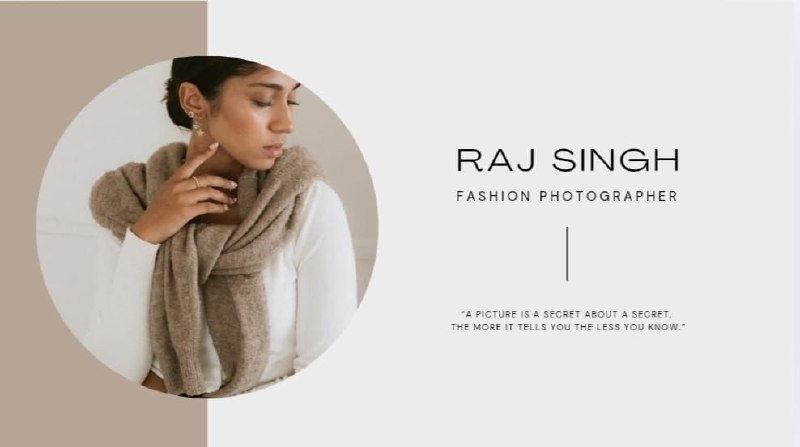 RAJ SINGH
FASHION PHOTOGRAPHER
"A PICTURE IS A SECRET ABOUT A SECRET.
THE MORE IT TELLS YOU THE LESS YOU KNOW."